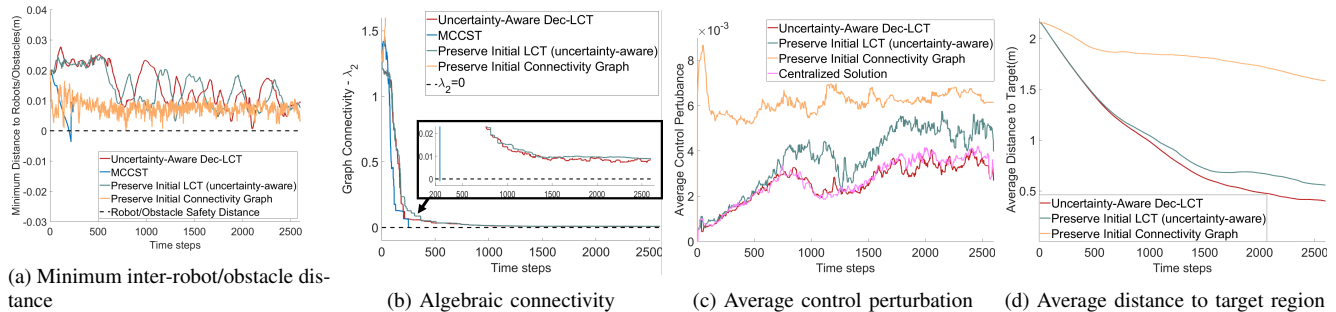 Minimum Distance to Robots/Obstacles(m)
0.04
0.03
0.02
0.01
0
-0.01
-0.02
-0.03
Uncertainty-Aware Dec-LCT
MCCST
Preserve Initial LCT (uncertainty-aware)
Preserve Initial Connectivity Graph
Robot/Obstacle Safety Distance
0 500 1000 1500 2000 2500
Time steps
(a) Minimum inter-robot/obstacle dis-
tance
Graph Connectivity - λ2
1.5
1
0.5
0
Uncertainty-Aware Dec-LCT
MCCST
Preserve Initial LCT (uncertainty-aware)
Preserve Initial Connectivity Graph
λ2=0
0.02
0.01
0
200 500 1000 1500 2000 2500
0 500 1000 1500 2000 2500
Time steps
(b) Algebraic connectivity
Average Control Perturbance
×10-3
8
6
4
2
0
Uncertainty-Aware Dec-LCT
Preserve Initial LCT (uncertainty-aware)
Preserve Initial Connectivity Graph
Centralized Solution
0 500 1000 1500 2000 2500
Time steps
(c) Average control perturbation
Average Distance to Target(m)
2
1.5
1
0.5
Uncertainty-Aware Dec-LCT
Preserve Initial LCT (uncertainty-aware)
Preserve Initial Connectivity Graph
0 500 1000 1500 2000 2500
Time steps
(d) Average distance to target region